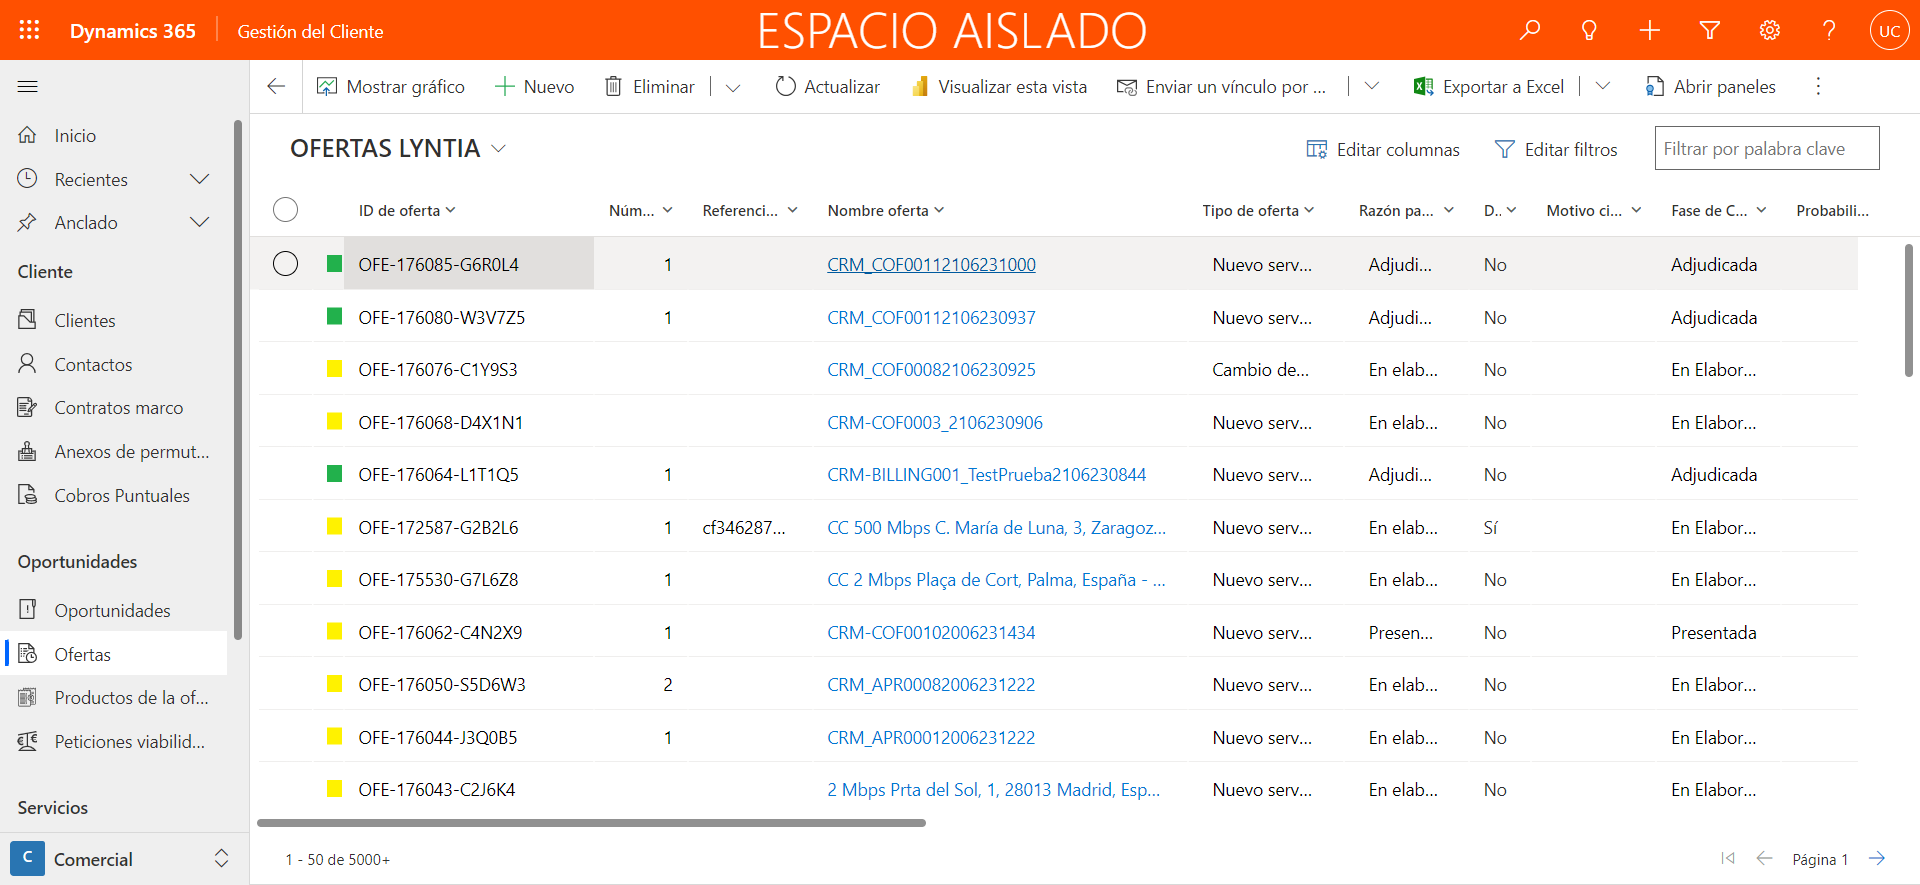 Dynamics 365
Gestión del Cliente
ESPACIO AISLADO
UC
Mostrar gráfico
Nuevo
Eliminar
Actualizar
Visualizar esta vista
Enviar un vínculo por ...
Exportar a Excel
Abrir paneles
Inicio
Recientes
Anclado
Cliente
Clientes
Contactos
Contratos marco
Anexos de permut...
Cobros Puntuales
Oportunidades
Oportunidades
Ofertas
Productos de la of...
Peticiones viabilid...
Servicios
C Comercial
OFERTAS LYNTIA
Editar columnas
Editar filtros
Filtrar por palabra clave
ID de oferta Núm... Referenci... Nombre oferta Tipo de oferta Razón pa... D.. Motivo ci... Fase de C... Probabili...
OFE-176085-G6R0L4 1 CRM_COF00112106231000 Nuevo serv... Adjudi... No Adjudicada
OFE-176080-W3V7Z5 1 CRM_COF00112106230937 Nuevo serv... Adjudi... No Adjudicada
OFE-176076-C1Y9S3 CRM_COF00082106230925 Cambio de... En elab... No En Elabor...
OFE-176068-D4X1N1 CRM-COF0003_2106230906 Nuevo serv... En elab... No En Elabor...
OFE-176064-L1T1Q5 1 CRM-BILLING001_TestPrueba2106230844 Nuevo serv... Adjudi... No Adjudicada
OFE-172587-G2B2L6 1 cf346287... CC 500 Mbps C. María de Luna, 3, Zaragoz... Nuevo serv... En elab... Sí En Elabor...
OFE-175530-G7L6Z8 1 CC 2 Mbps Plaça de Cort, Palma, España - ... Nuevo serv... En elab... No En Elabor...
OFE-176062-C4N2X9 1 CRM-COF00102006231434 Nuevo serv... Presen... No Presentada
OFE-176050-S5D6W3 2 CRM_APR00082006231222 Nuevo serv... En elab... No En Elabor...
OFE-176044-J3Q0B5 1 CRM_APR00012006231222 Nuevo serv... En elab... No En Elabor...
OFE-176043-C2J6K4 2 Mbps Prta del Sol, 1, 28013 Madrid, Esp... Nuevo serv... En elab... No En Elabor...
1 - 50 de 5000+
Página 1